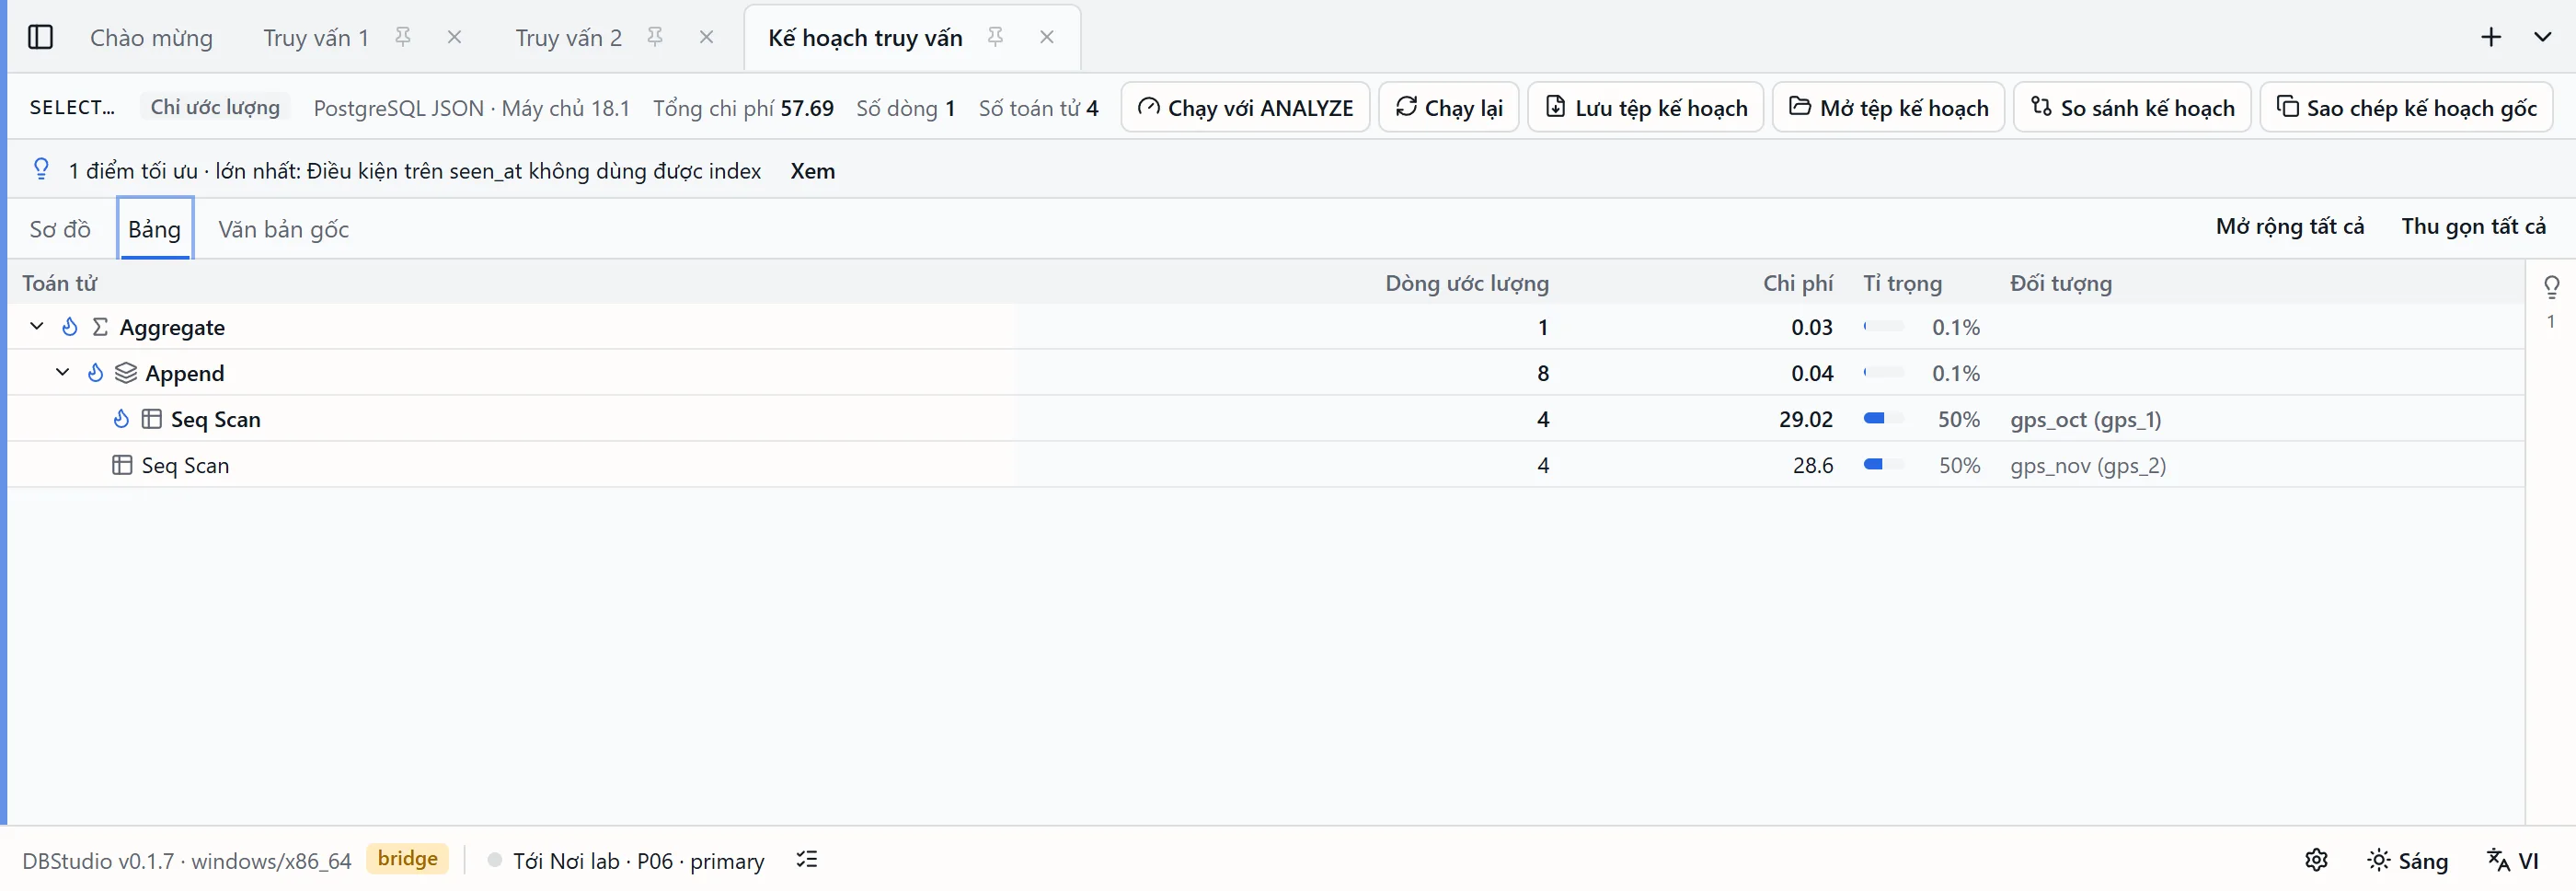 Chào mừng Truy vấn 1 Truy vấn 2 Kế hoạch truy vấn
SELECT... Chỉ ước lượng PostgreSQL JSON · Máy chủ 18.1 Tổng chi phí 57.69 Số dòng 1 Số toán tử 4 Chạy với ANALYZE Chạy lại Lưu tệp kế hoạch Mở tệp kế hoạch So sánh kế hoạch Sao chép kế hoạch gốc
1 điểm tối ưu · lớn nhất: Điều kiện trên seen_at không dùng được index Xem
Sơ đồ Bảng Văn bản gốc Mở rộng tất cả Thu gọn tất cả
Toán tử Dòng ước lượng Chi phí Tỉ trọng Đối tượng
Aggregate 1 0.03 0.1%
1
Append 8 0.04 0.1%
Seq Scan 4 29.02 50% gps_oct (gps_1)
Seq Scan 4 28.6 50% gps_nov (gps_2)
DBStudio v0.1.7 · windows/x86_64 bridge Tới Nơi lab · P06 · primary Sáng VI